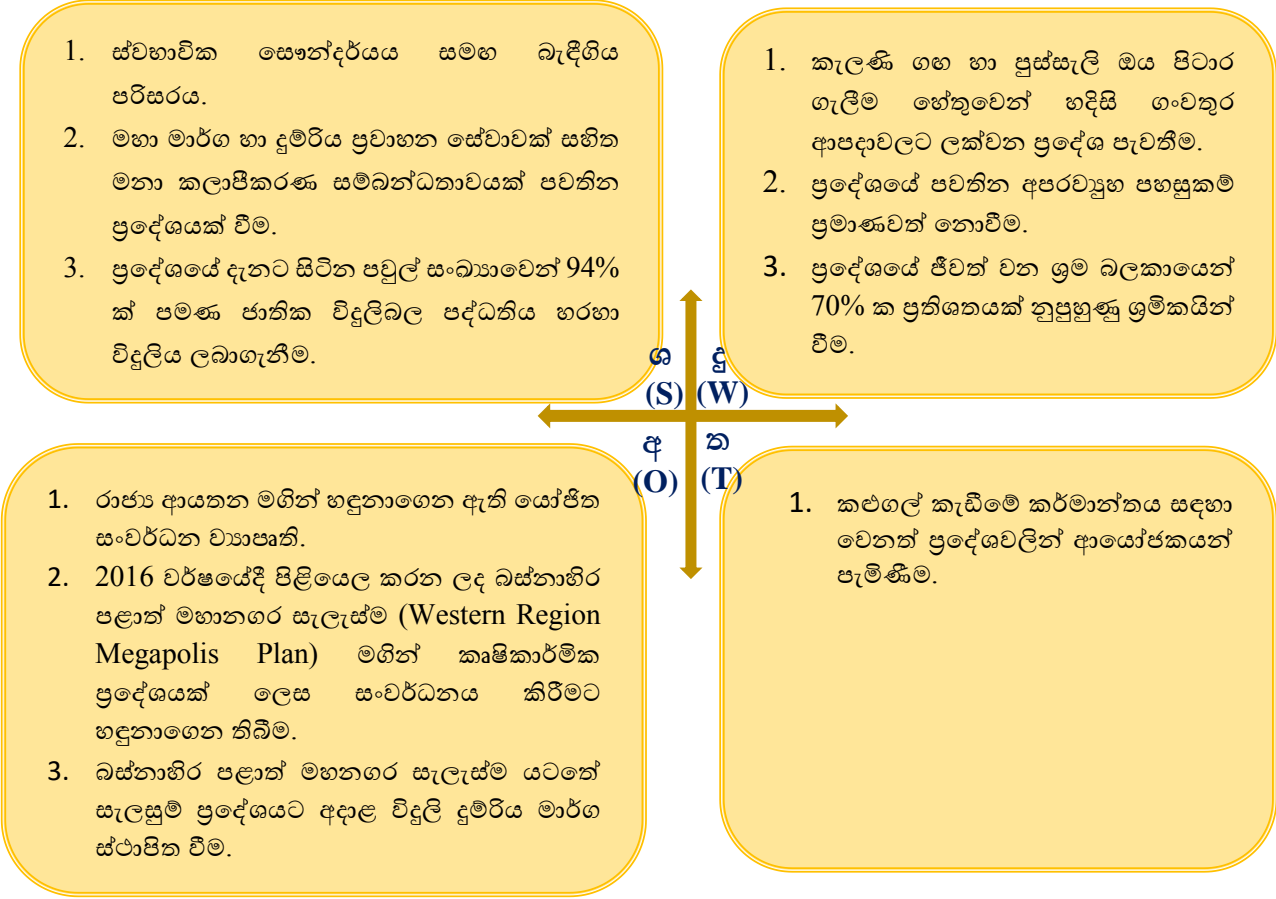 1. ස්වභාවික සෞන්දර්යය සමඟ බැඳීගිය
පරිසරය.
2. මහා මාර්ග හා දුම්රිය ප්‍රවාහන සේවාවක් සහිත
මනා කලාපීකරණ සම්බන්ධතාවයක් පවතින
ප්‍රදේශයක් වීම.
3. ප්‍රදේශයේ දැනට සිටින පවුල් සංඛ්‍යාවෙන් 94%
ක් පමණ ජාතික විදුලිබල පද්ධතිය හරහා
විදුලිය ලබාගැනීම.
1. කැලණි ගඟ හා පුස්සැලි ඔය පිටාර
ගැලීම හේතුවෙන් හදිසි ගංවතුර
ආපදාවලට ලක්වන ප්‍රදේශ පැවතීම.
2. ප්‍රදේශයේ පවතින අපරව්‍යුහ පහසුකම්
ප්‍රමාණවත් නොවීම.
3. ප්‍රදේශයේ ජීවත් වන ශ්‍රම බලකායෙන්
70% ක ප්‍රතිශතයක් නුපුහුණු ශ්‍රමිකයින්
වීම.
ශ
(S)
දු
(W)
අ
(O)
ත
(T)
1. රාජ්‍ය ආයතන මගින් හඳුනාගෙන ඇති යෝජිත
සංවර්ධන ව්‍යාපෘති.
2. 2016 වර්ෂයේදී පිළියෙල කරන ලද බස්නාහිර
පළාත් මහානගර සැලැස්ම (Western Region
Megapolis Plan) මගින් කෘෂිකාර්මික
ප්‍රදේශයක් ලෙස සංවර්ධනය කිරීමට
හඳුනාගෙන තිබීම.
3. බස්නාහිර පළාත් මහනගර සැලැස්ම යටතේ
සැලසුම් ප්‍රදේශයට අදාළ විදුලි දුම්රිය මාර්ග
ස්ථාපිත වීම.
1. කළුගල් කැඩීමේ කර්මාන්තය සඳහා
වෙනත් ප්‍රදේශවලින් ආයෝජකයන්
පැමිණීම.